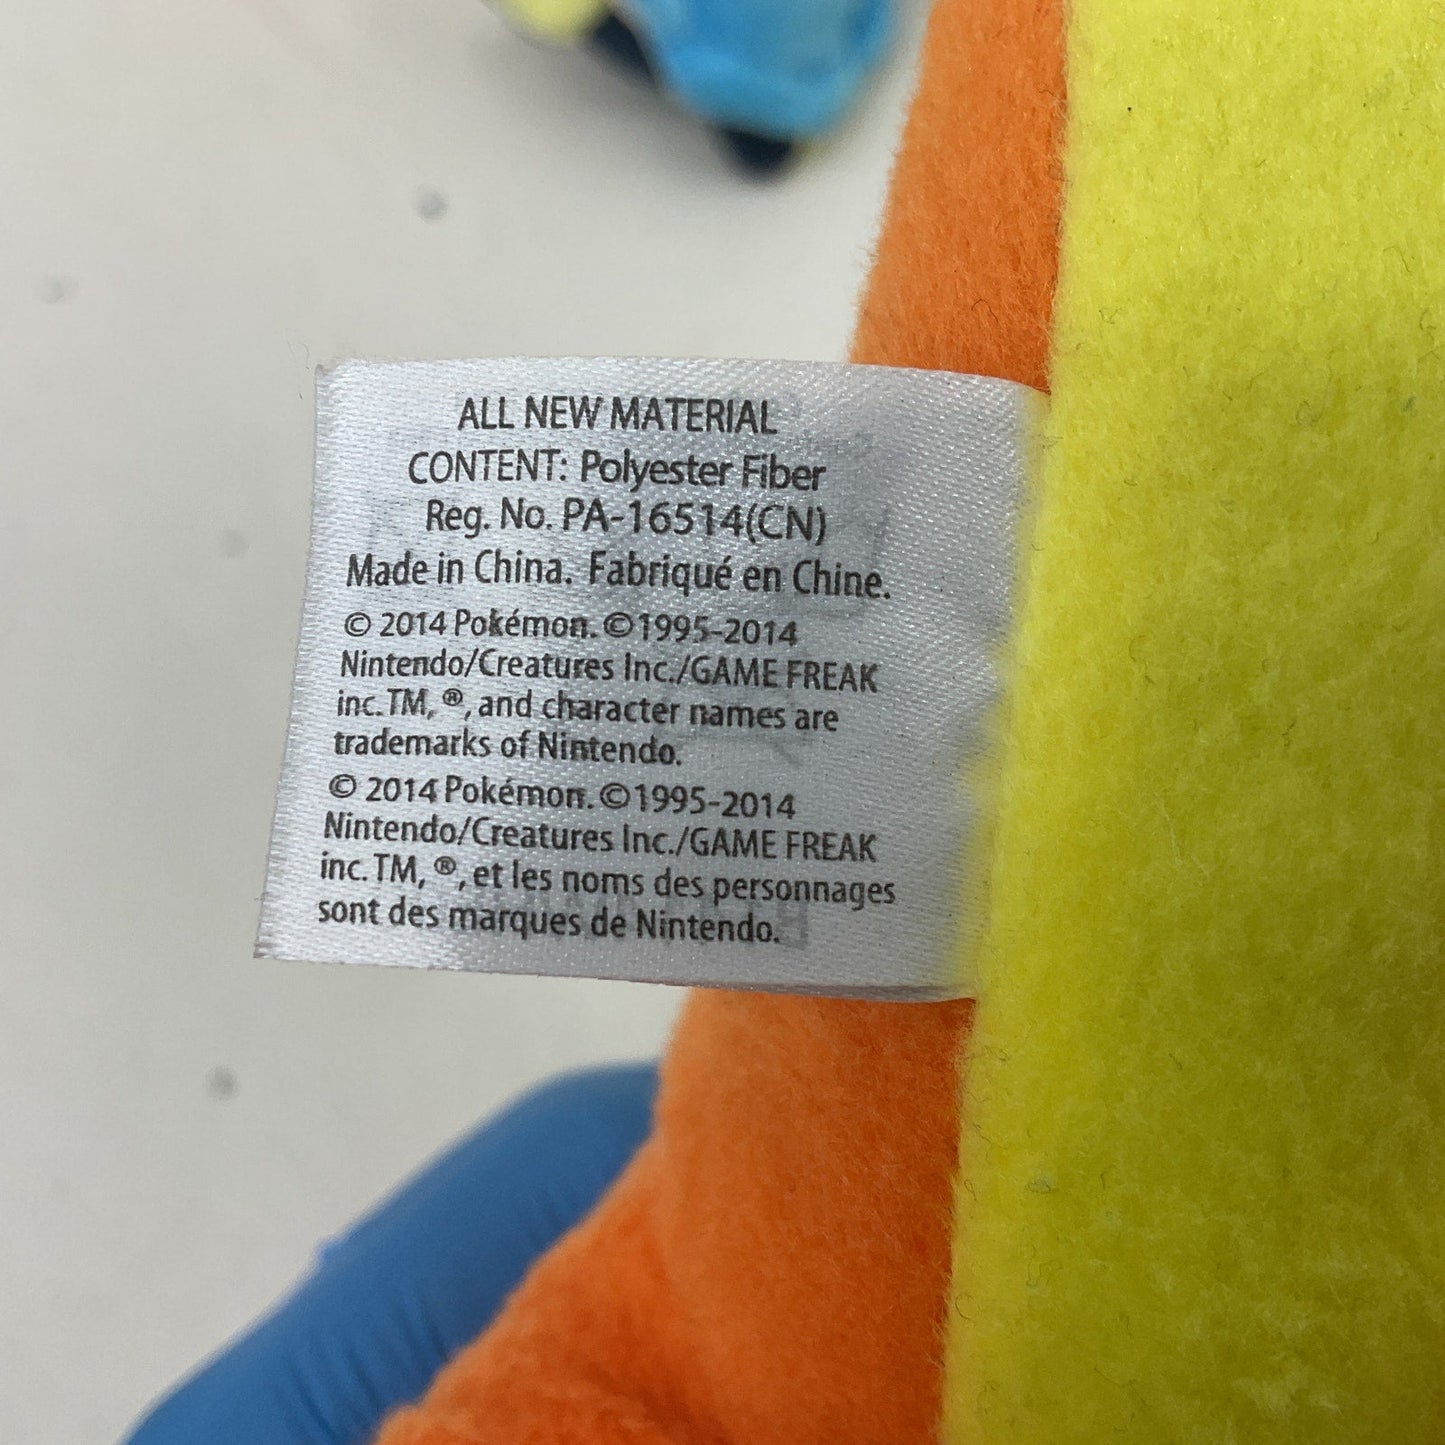 ALL NEW MATERIAL
CONTENT: Polyester Fiber
Reg. No. PA-16514(CN)
Made in China. Fabriqué en Chine.
© 2014 Pokémon. ©1995-2014
Nintendo/Creatures Inc./GAME FREAK
inc. TM, ®, and character names are
trademarks of Nintendo.
© 2014 Pokémon. ©1995-2014
Nintendo/Creatures Inc./GAME FREAK
inc. TM, ®, et les noms des personnages
sont des marques de Nintendo.